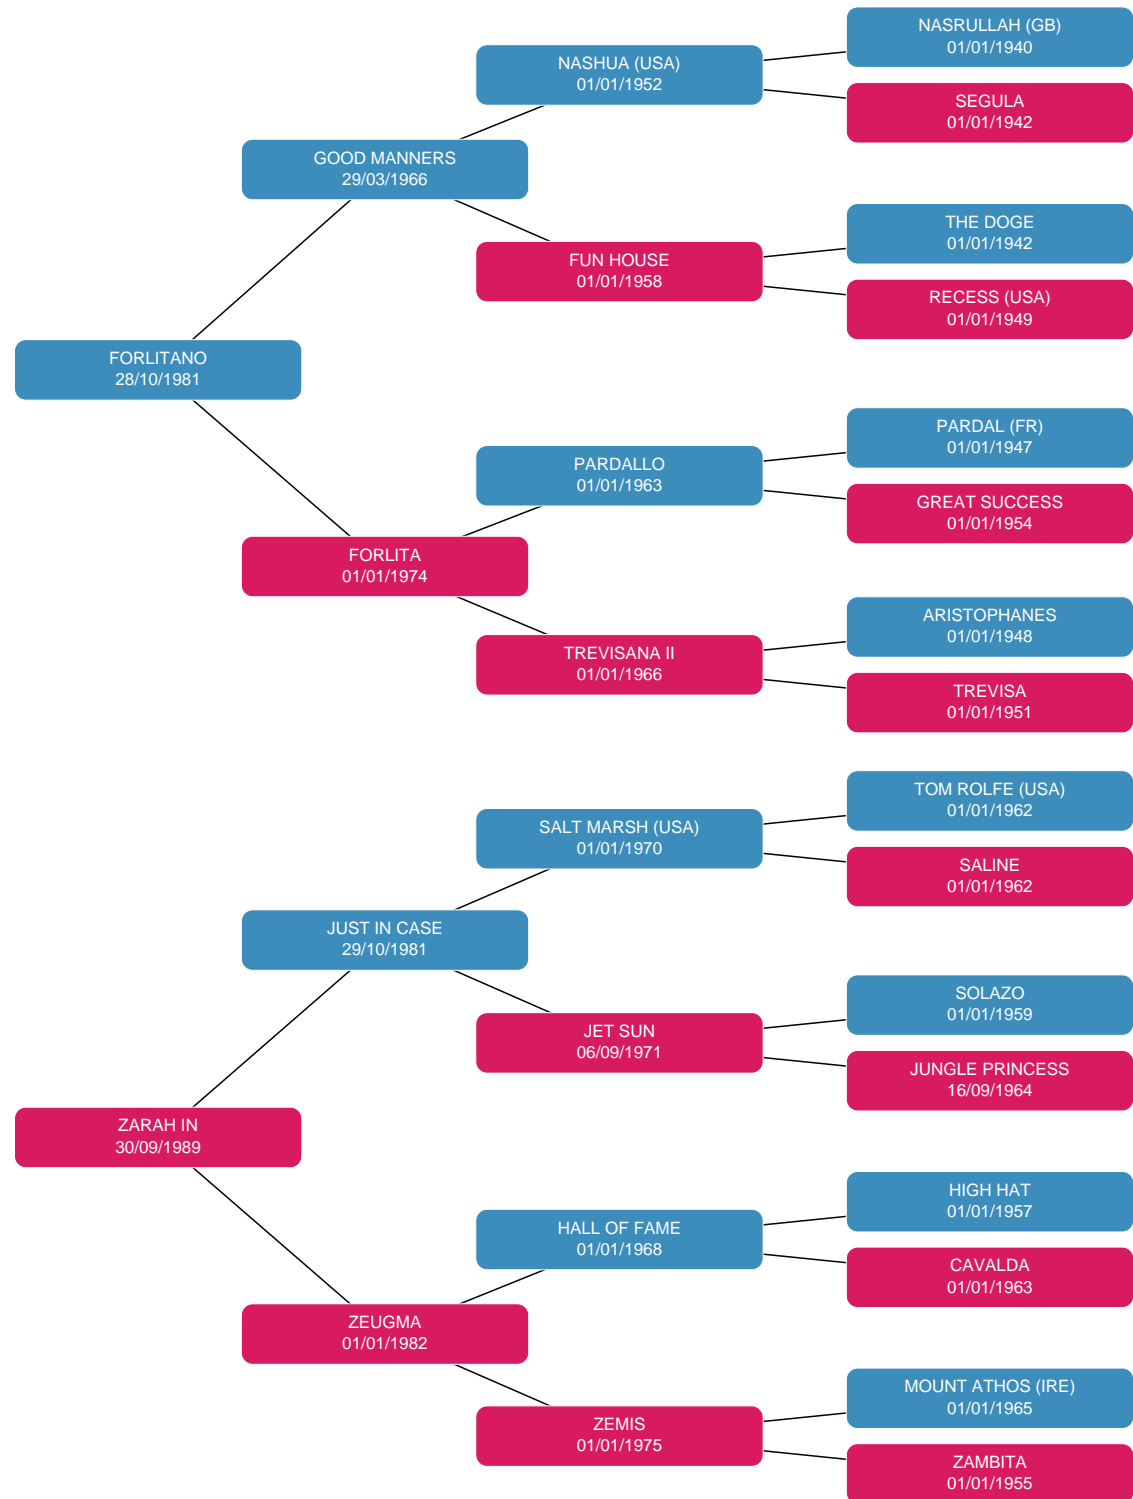 NASRULLAH (GB)
01/01/1940
NASHUA (USA)
01/01/1952
SEGULA
01/01/1942
GOOD MANNERS
29/03/1966
THE DOGE
01/01/1942
FUN HOUSE
01/01/1958
RECESS (USA)
01/01/1949
FORLITANO
28/10/1981
PARDAL (FR)
01/01/1947
PARDALLO
01/01/1963
GREAT SUCCESS
01/01/1954
FORLITA
01/01/1974
ARISTOPHANES
01/01/1948
TREVISANA II
01/01/1966
TREVISA
01/01/1951
TOM ROLFE (USA)
01/01/1962
SALT MARSH (USA)
01/01/1970
SALINE
01/01/1962
JUST IN CASE
29/10/1981
SOLAZO
01/01/1959
JET SUN
06/09/1971
JUNGLE PRINCESS
16/09/1964
ZARAH IN
30/09/1989
HIGH HAT
01/01/1957
HALL OF FAME
01/01/1968
CAVALDA
01/01/1963
ZEUGMA
01/01/1982
MOUNT ATHOS (IRE)
01/01/1965
ZEMIS
01/01/1975
ZAMBITA
01/01/1955